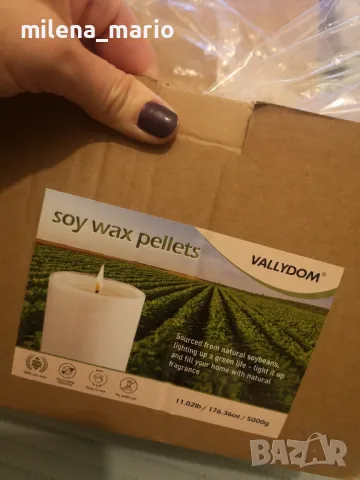 milena_mario
soy wax pellets
VALLYDOM®
Sourced from natural soybeans,
lighting up a green life - light it up
and fill your home with natural
fragrance
11.02lb / 176.36oz / 5000g
BAZAR.bg